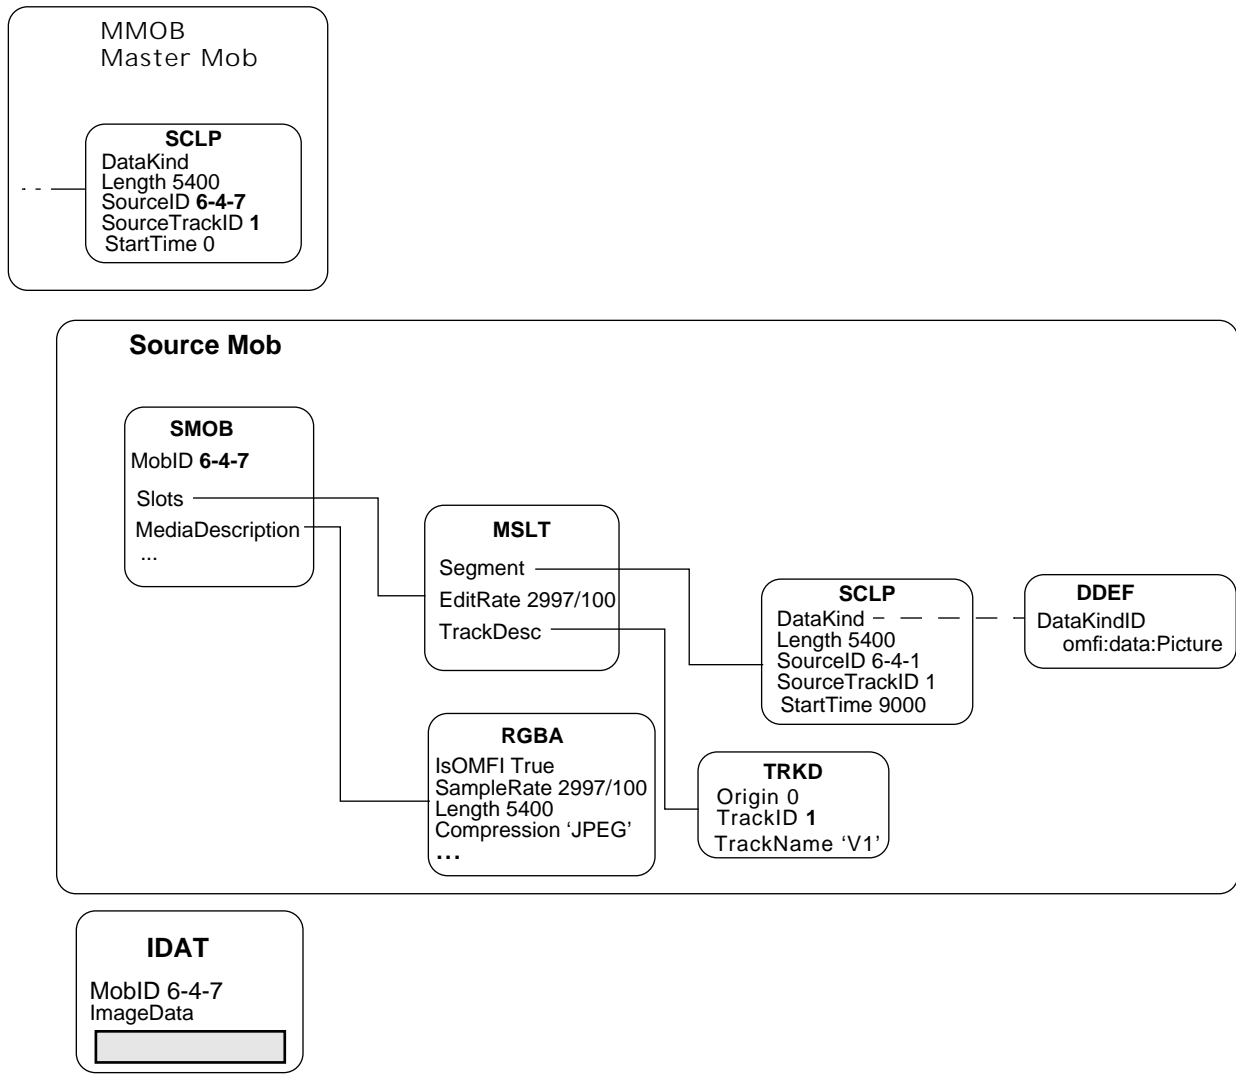 MMOB
Master Mob
SCLP
DataKind
Length 5400
SourceID 6-4-7
SourceTrackID 1
StartTime 0
Source Mob
SMOB
MobID 6-4-7
Slots
MediaDescription
...
MSLT
Segment
EditRate 2997/100
TrackDesc
SCLP
DataKind
Length 5400
SourceID 6-4-1
SourceTrackID 1
StartTime 9000
DDEF
DataKindID
omfi:data:Picture
RGBA
IsOMFI True
SampleRate 2997/100
Length 5400
Compression ‘JPEG’
...
TRKD
Origin 0
TrackID 1
TrackName ‘V1’
IDAT
MobID 6-4-7
ImageData